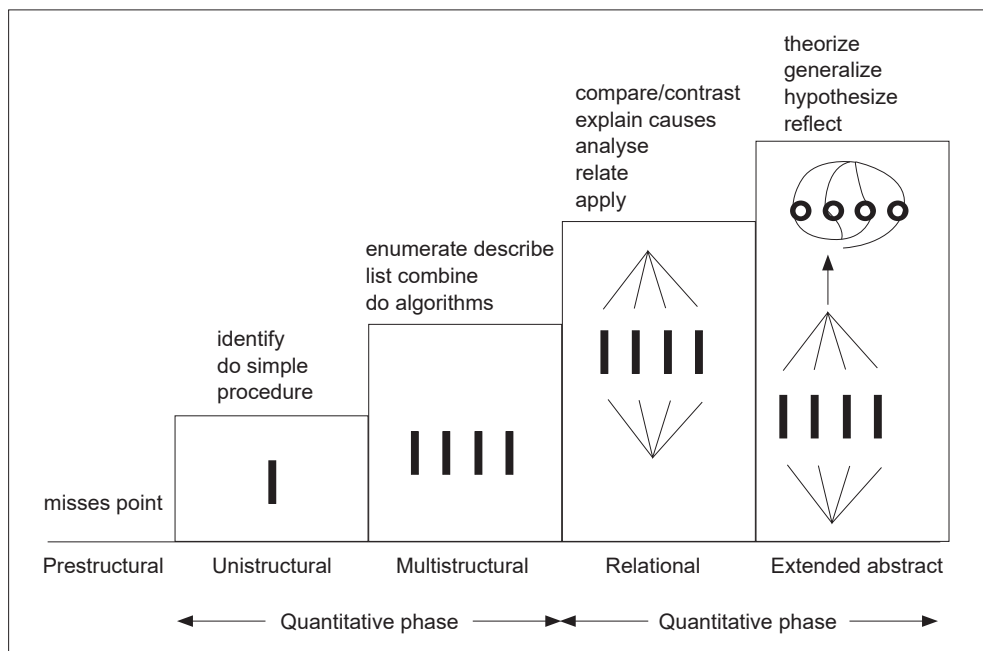 theorize
generalize
hypothesize
reflect
compare/contrast
explain causes
analyse
relate
apply
enumerate describe
list combine
do algorithms
identify
do simple
procedure
misses point
Prestructural
Unistructural
Multistructural
Relational
Extended abstract
Quantitative phase
Quantitative phase